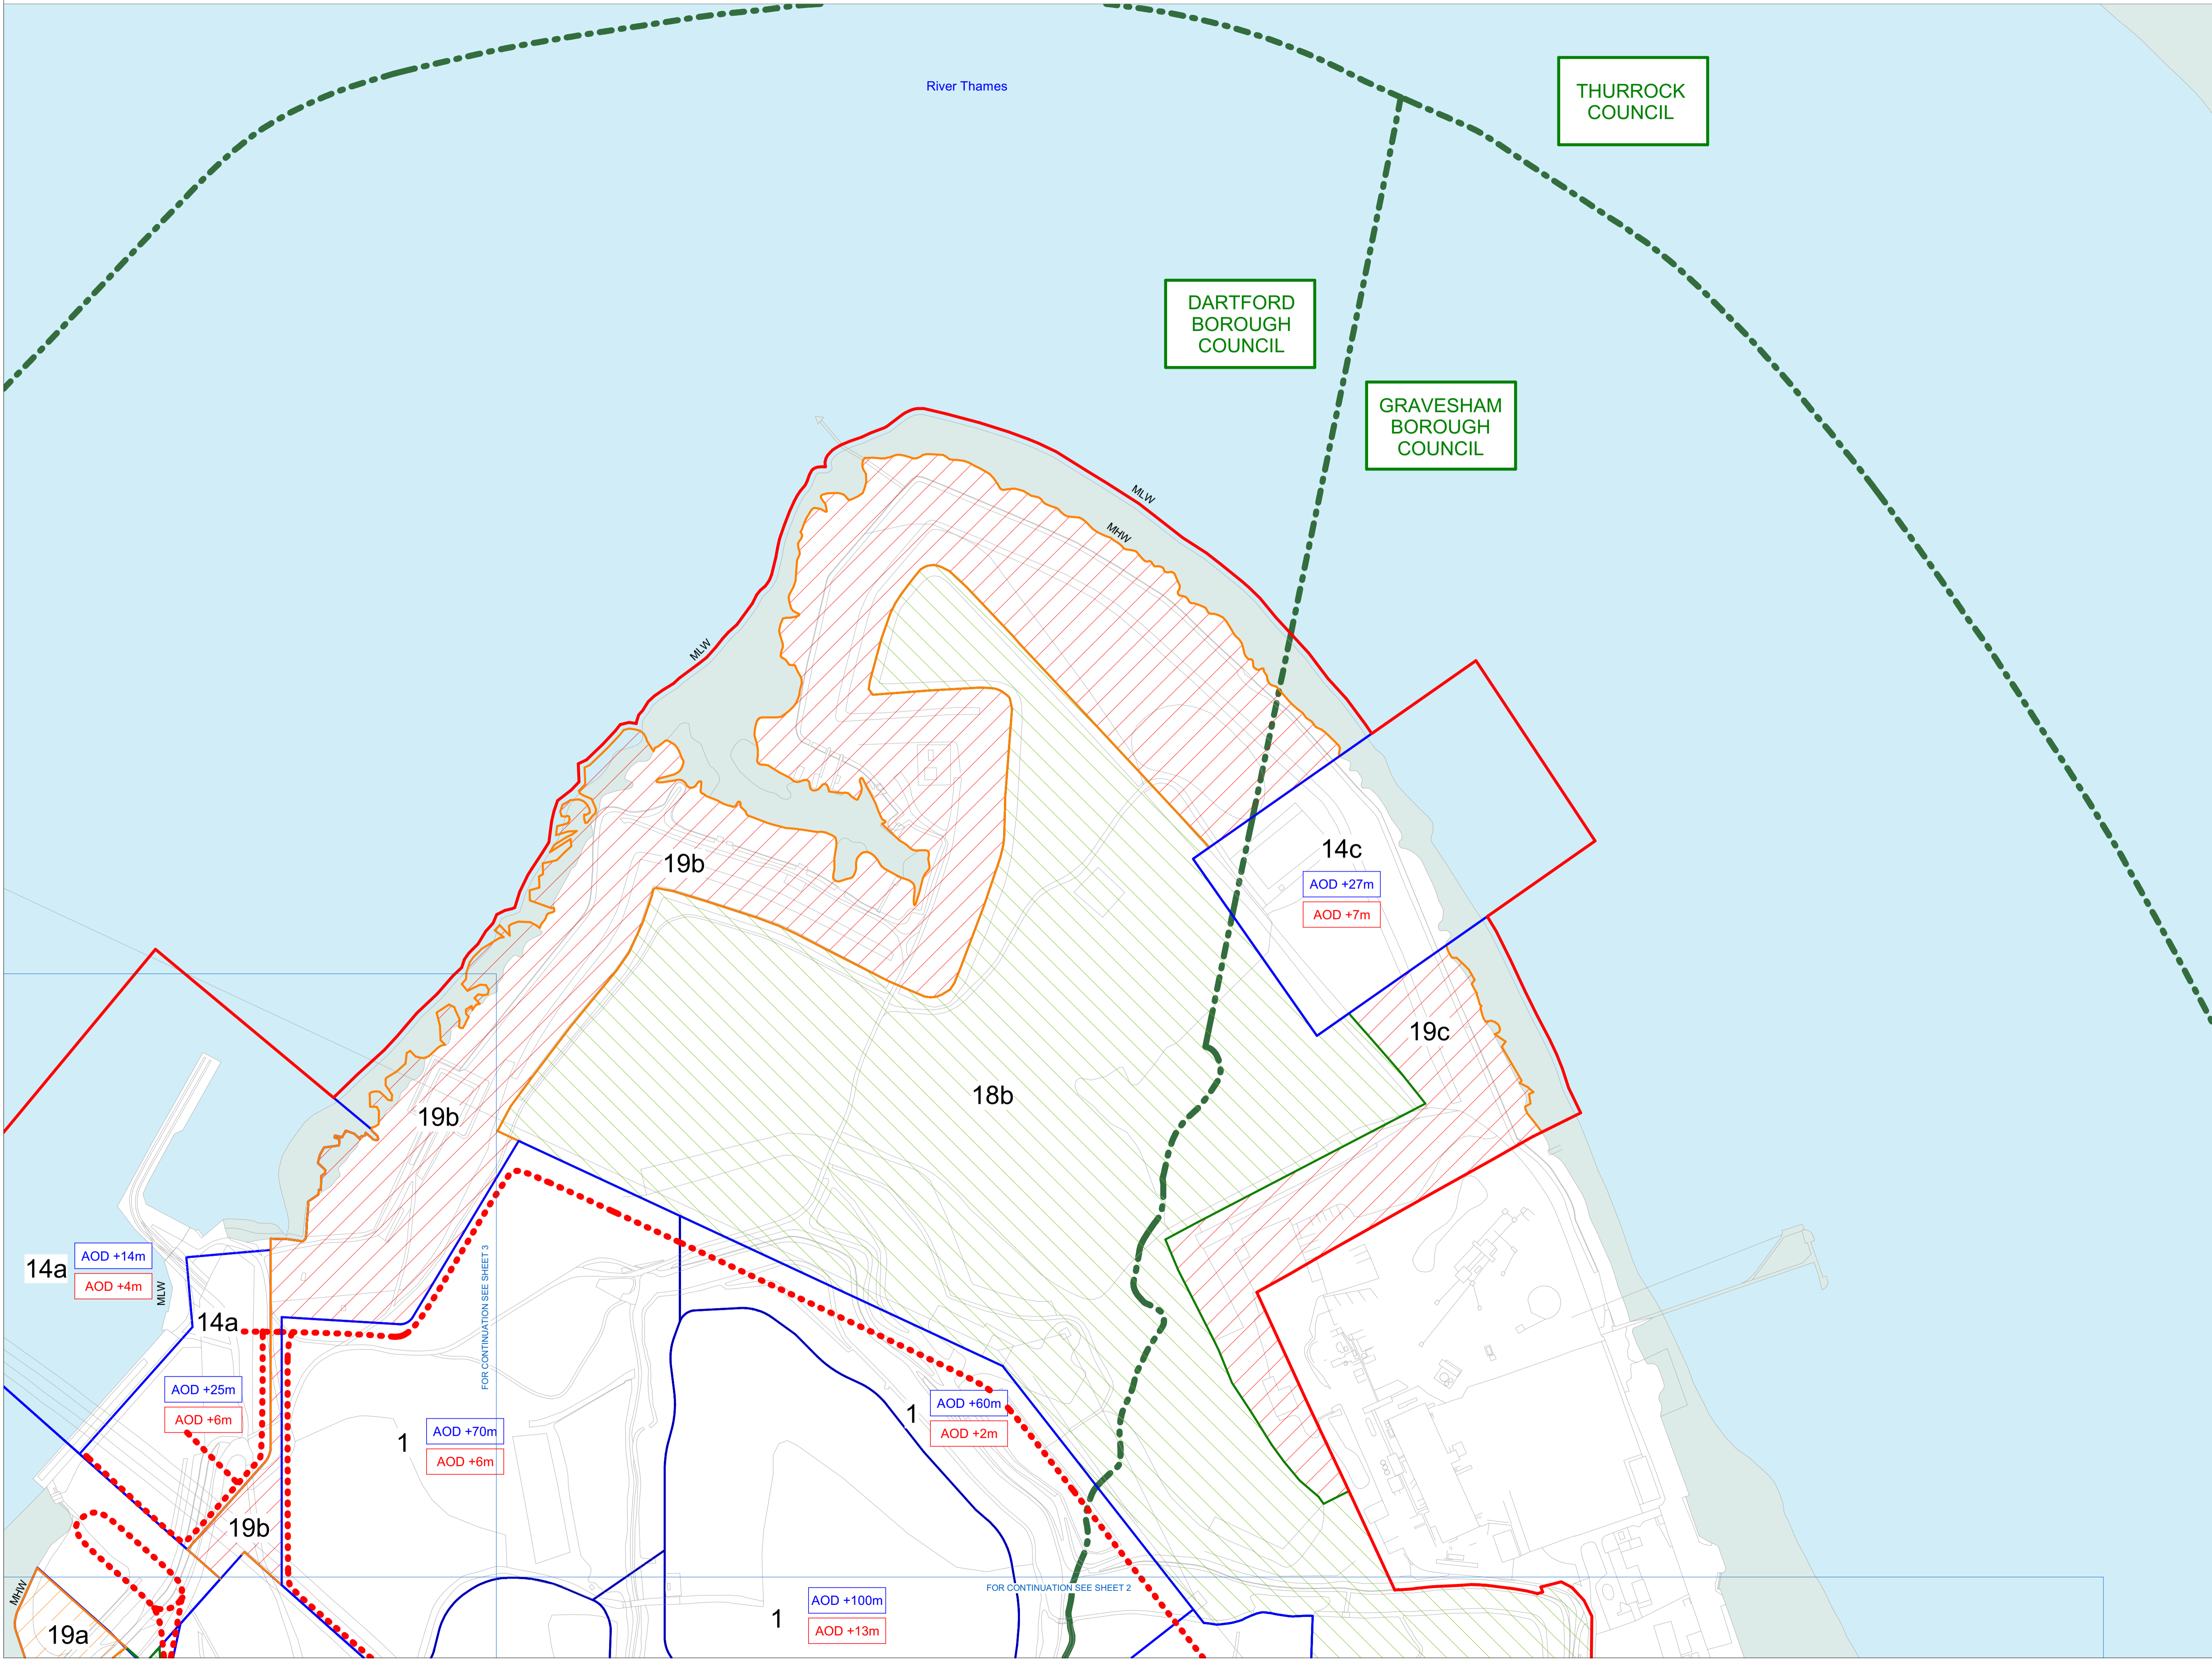 River Thames
THURROCK
COUNCIL
DARTFORD
BOROUGH
COUNCIL
GRAVESHAM
BOROUGH
COUNCIL
MLW
MHW
MLW
14c
AOD +27m
AOD +7m
19b
19c
18b
19b
14a
AOD +14m
AOD +4m
MLW
14a
FOR CONTINUATION SEE SHEET 3
AOD +25m
AOD +6m
1
AOD +70m
AOD +6m
1
AOD +60m
AOD +2m
19b
FOR CONTINUATION SEE SHEET 2
MHW
19a
1
AOD +100m
AOD +13m